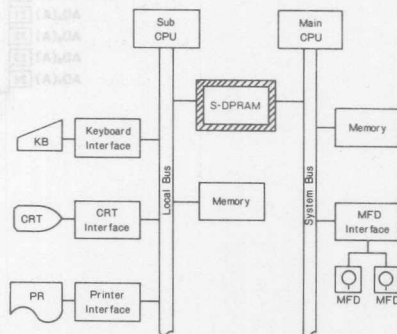 Sub
CPU
Main
CPU
S-DPRAM
KB
Keyboard
Interface
Memory
Local Bus
Memory
System Bus
CRT
CRT
Interface
MFD
Interface
PR
Printer
Interface
MFD
MFD